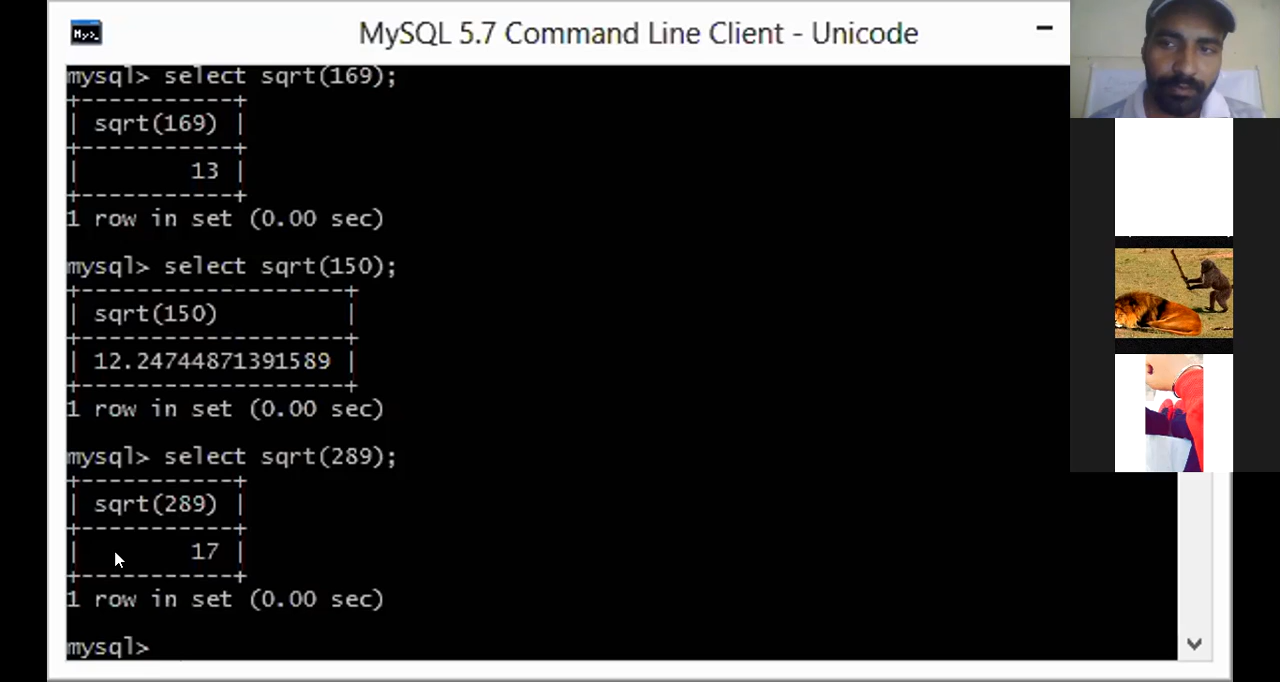 MySQL 5.7 Command Line Client - Unicode
mysql> select sqrt(169);
+-----------+
| sqrt(169) |
+-----------+
|        13 |
+-----------+
1 row in set (0.00 sec)
mysql> select sqrt(150);
+-------------------+
| sqrt(150)         |
+-------------------+
| 12.24744871391589 |
+-------------------+
1 row in set (0.00 sec)
mysql> select sqrt(289);
+-----------+
| sqrt(289) |
+-----------+
|        17 |
+-----------+
1 row in set (0.00 sec)
mysql>